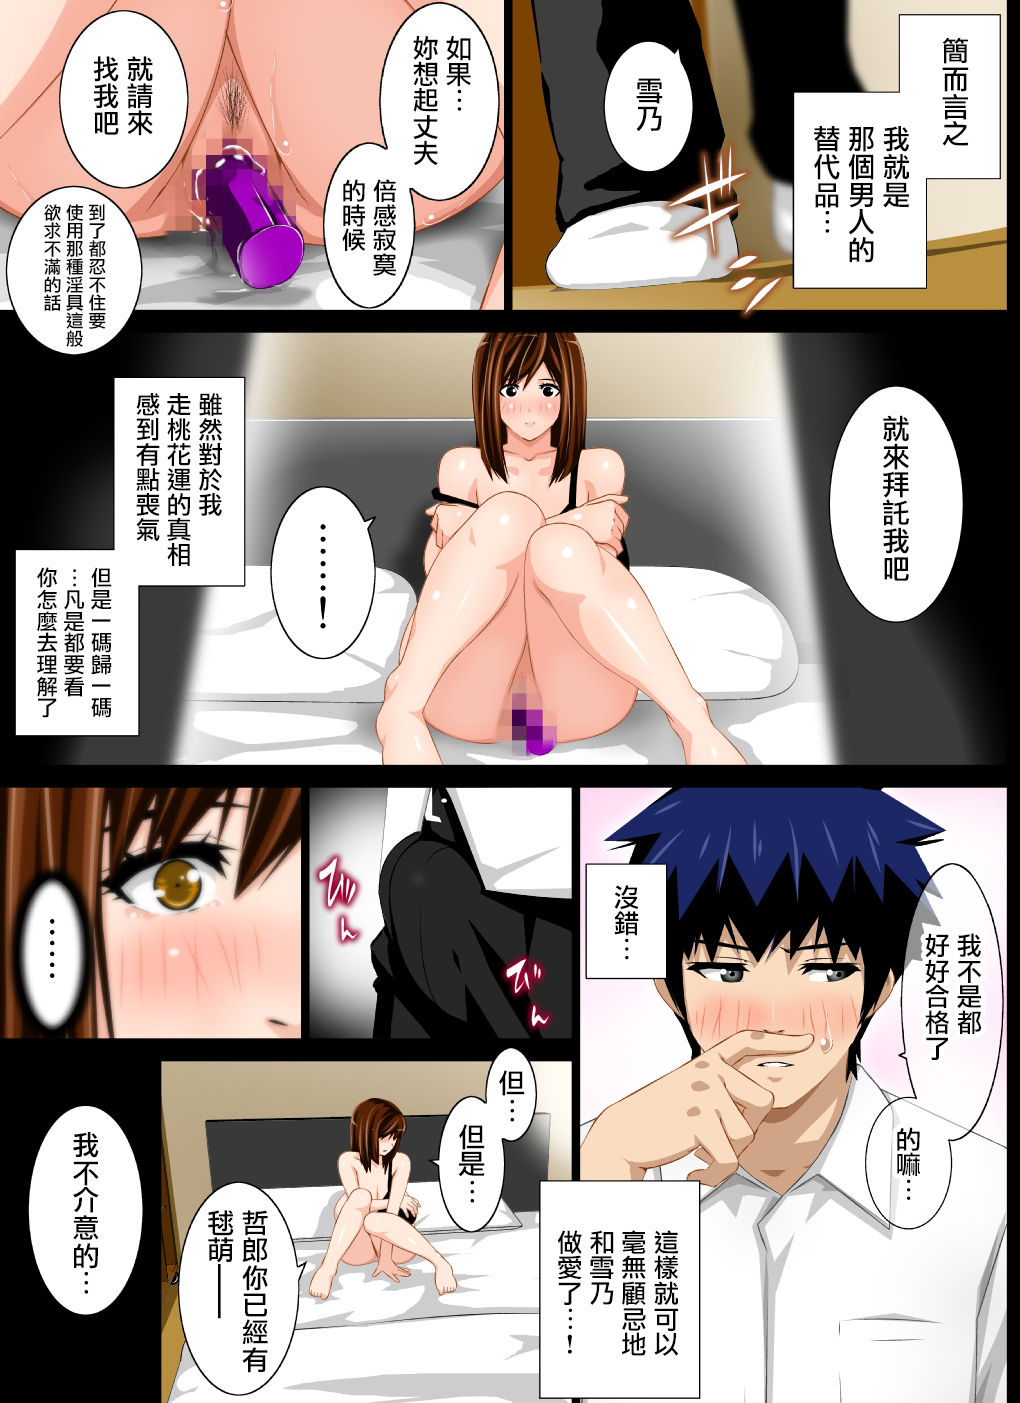 簡而言之
我就是
那個男人的
替代品…
雪乃
如果…
妳想起丈夫
倍感寂寞
的時候
就請來
找我吧
到了都忍不住要
使用那種淫具這般
欲求不滿的話
就來拜託我吧
………!
雖然對於我
走桃花運的真相
感到有點喪氣
但是一碼歸一碼
…凡是都要看
你怎麼去理解了
沒錯…
我不是都
好好合格了
的嘛…
這樣就可以
毫無顧忌地
和雪乃
做愛了…!
びん
びん
……
但…
但是…
哲郎你已經有
毬萌——
我不介意的…